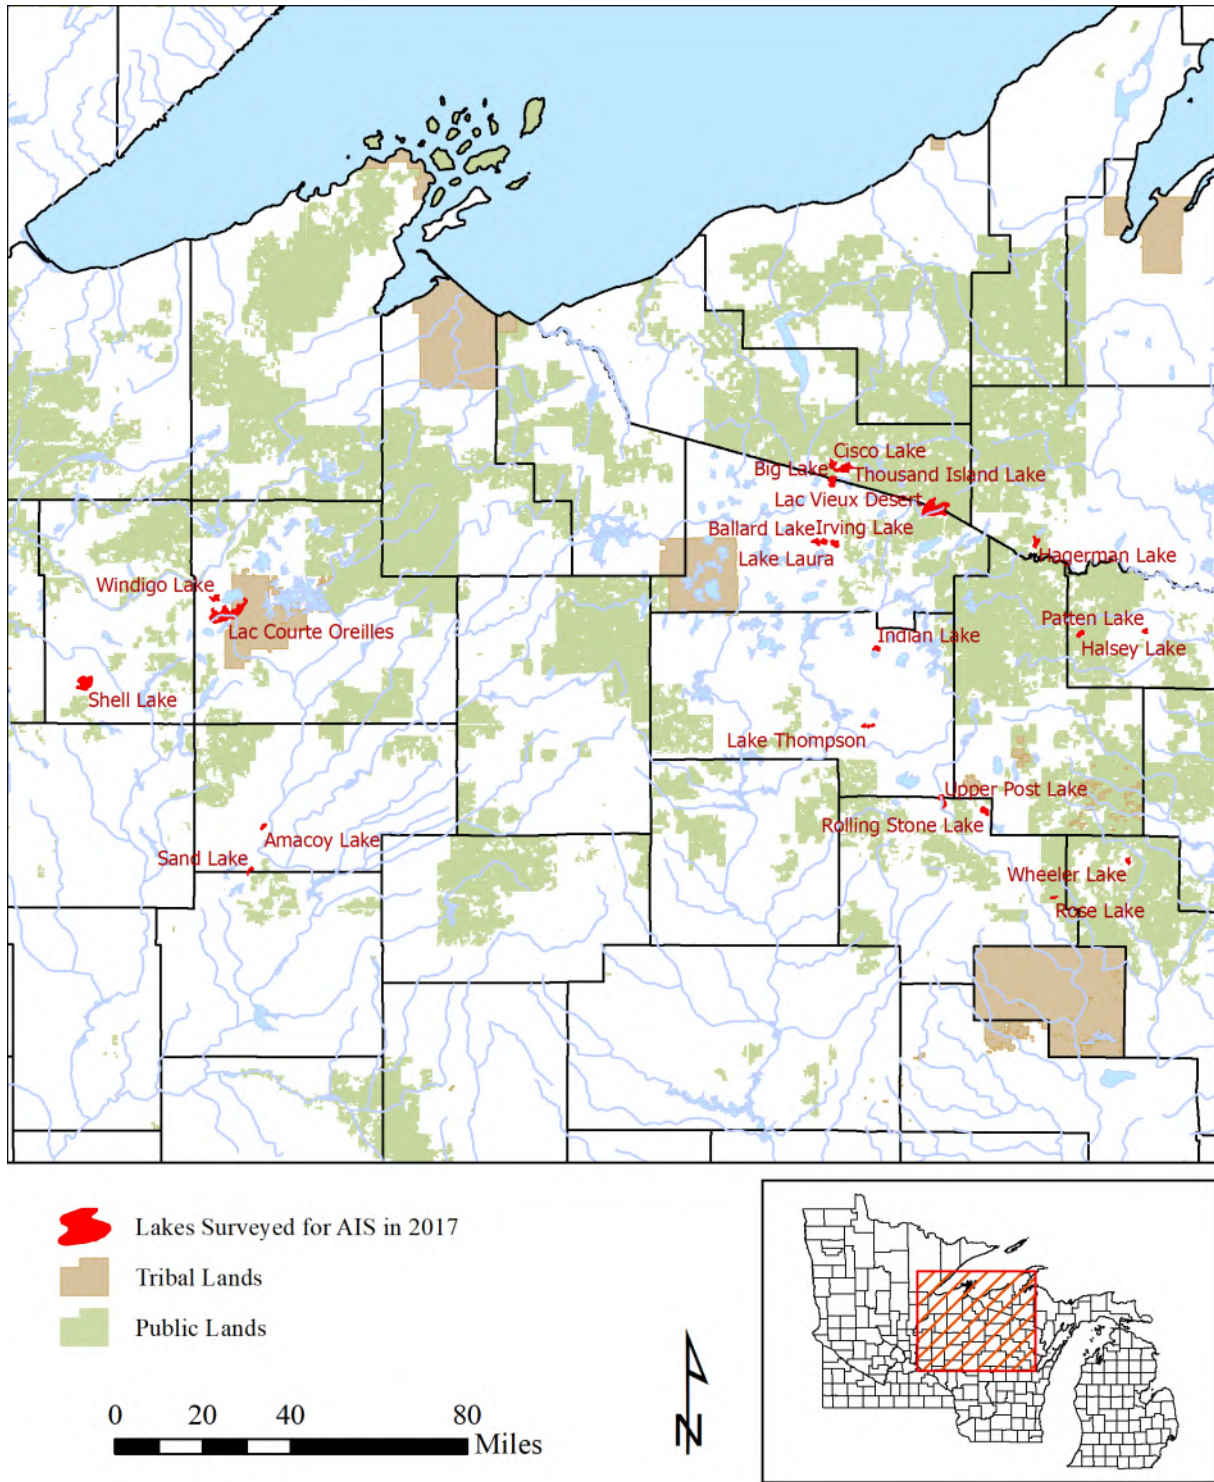 Cisco Lake
Big Lake
Thousand Island Lake
Lac Vieux Desert
Ballard Lake
Irving Lake
Lake Laura
Hagerman Lake
Windigo Lake
Lac Courte Oreilles
Patten Lake
Indian Lake
Halsey Lake
Shell Lake
Lake Thompson
Upper Post Lake
Rolling Stone Lake
Amacoy Lake
Sand Lake
Wheeler Lake
Rose Lake
Lakes Surveyed for AIS in 2017
Tribal Lands
Public Lands
0 20 40 80
Miles
N